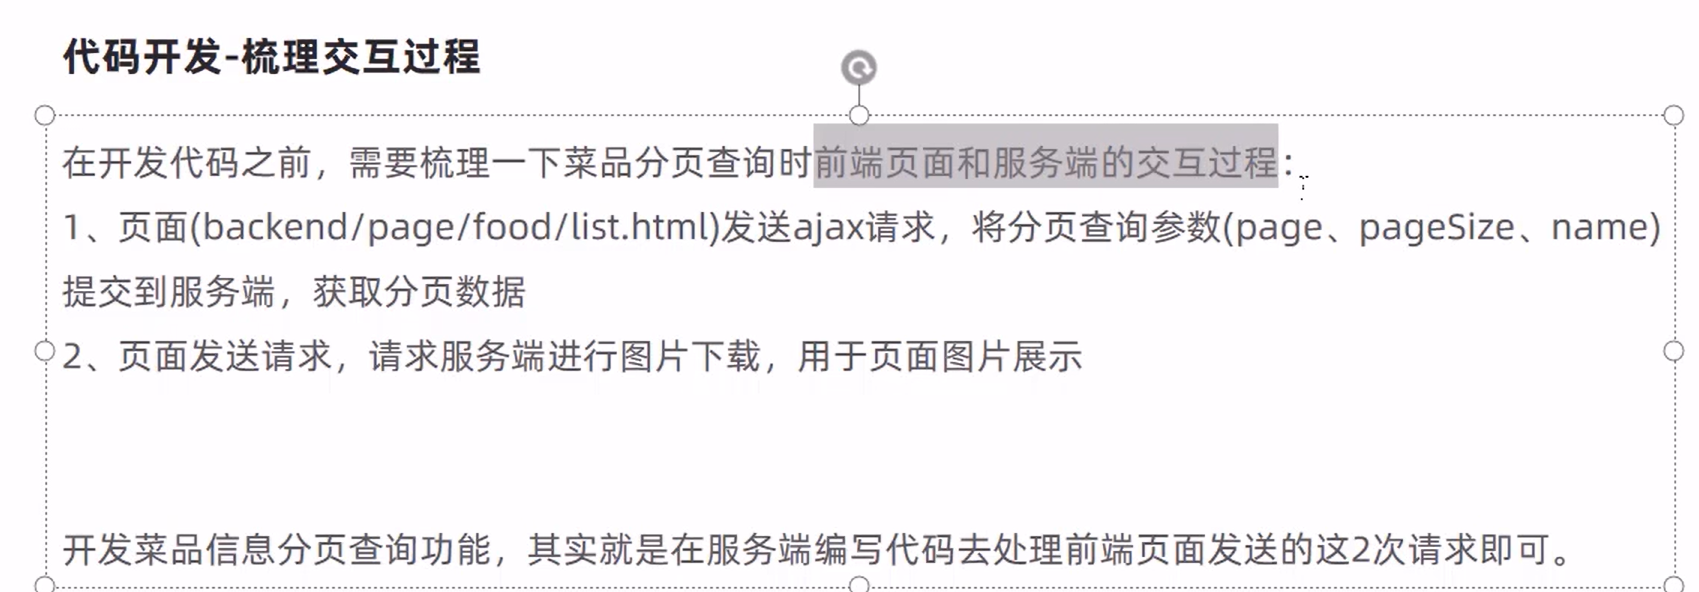 代码开发-梳理交互过程
在开发代码之前，需要梳理一下菜品分页查询时前端页面和服务端的交互过程：
1、页面(backend/page/food/list.html)发送ajax请求，将分页查询参数(page、pageSize、name)
提交到服务端，获取分页数据
2、页面发送请求，请求服务端进行图片下载，用于页面图片展示
开发菜品信息分页查询功能，其实就是在服务端编写代码去处理前端页面发送的这2次请求即可。